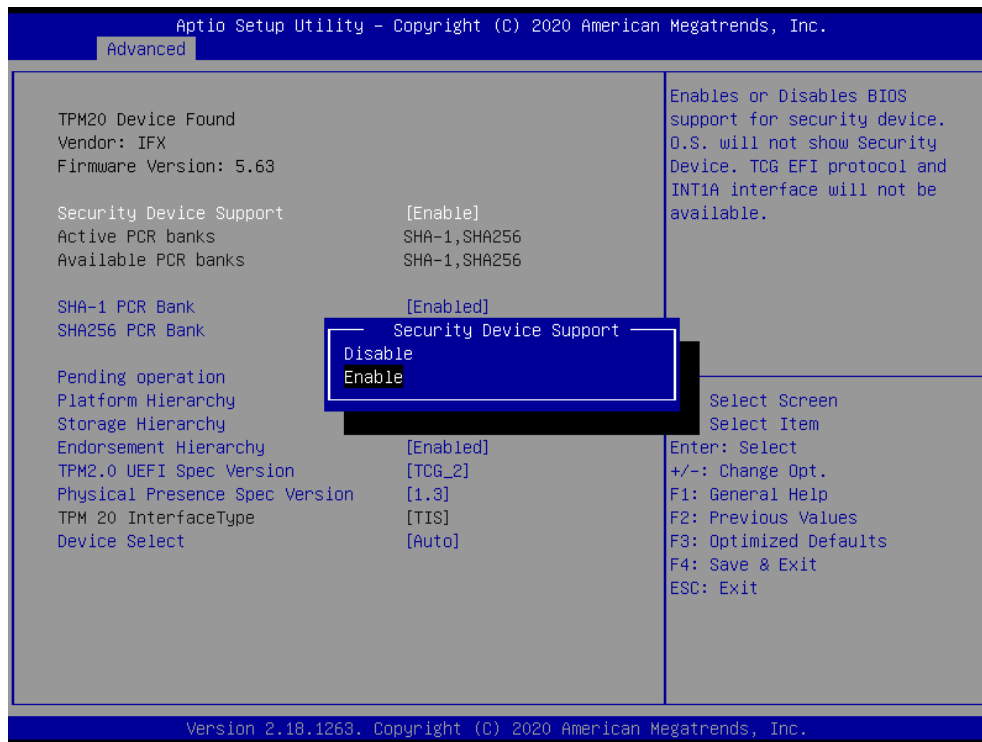 Aptio Setup Utility – Copyright (C) 2020 American Megatrends, Inc.
Advanced
TPM20 Device Found
Vendor: IFX
Firmware Version: 5.63
Security Device Support [Enable]
Active PCR banks SHA-1,SHA256
Available PCR banks SHA-1,SHA256
SHA-1 PCR Bank [Enabled]
SHA256 PCR Bank
Pending operation
Platform Hierarchy
Storage Hierarchy
Endorsement Hierarchy [Enabled]
TPM2.0 UEFI Spec Version [TCG_2]
Physical Presence Spec Version [1.3]
TPM 20 InterfaceType [TIS]
Device Select [Auto]
Security Device Support
Disable
Enable
Enables or Disables BIOS
support for security device.
O.S. will not show Security
Device. TCG EFI protocol and
INT1A interface will not be
available.
Select Screen
Select Item
Enter: Select
+/-: Change Opt.
F1: General Help
F2: Previous Values
F3: Optimized Defaults
F4: Save & Exit
ESC: Exit
Version 2.18.1263. Copyright (C) 2020 American Megatrends, Inc.